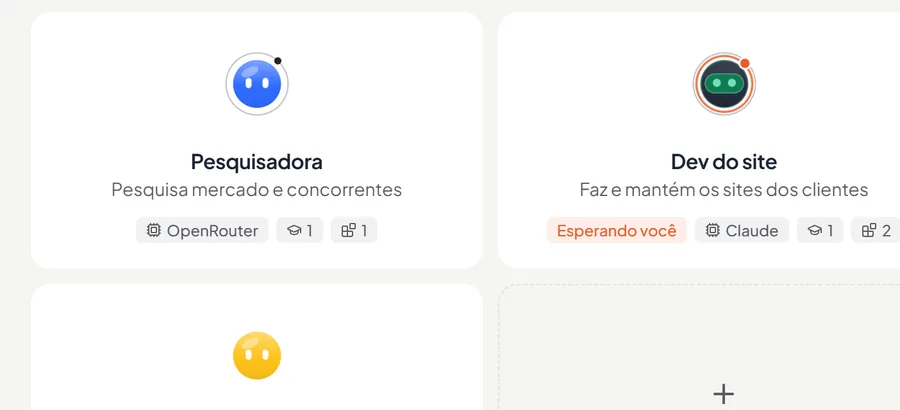 Pesquisadora
Pesquisa mercado e concorrentes
OpenRouter 1 1
Dev do site
Faz e mantém os sites dos clientes
Esperando você Claude 1 2